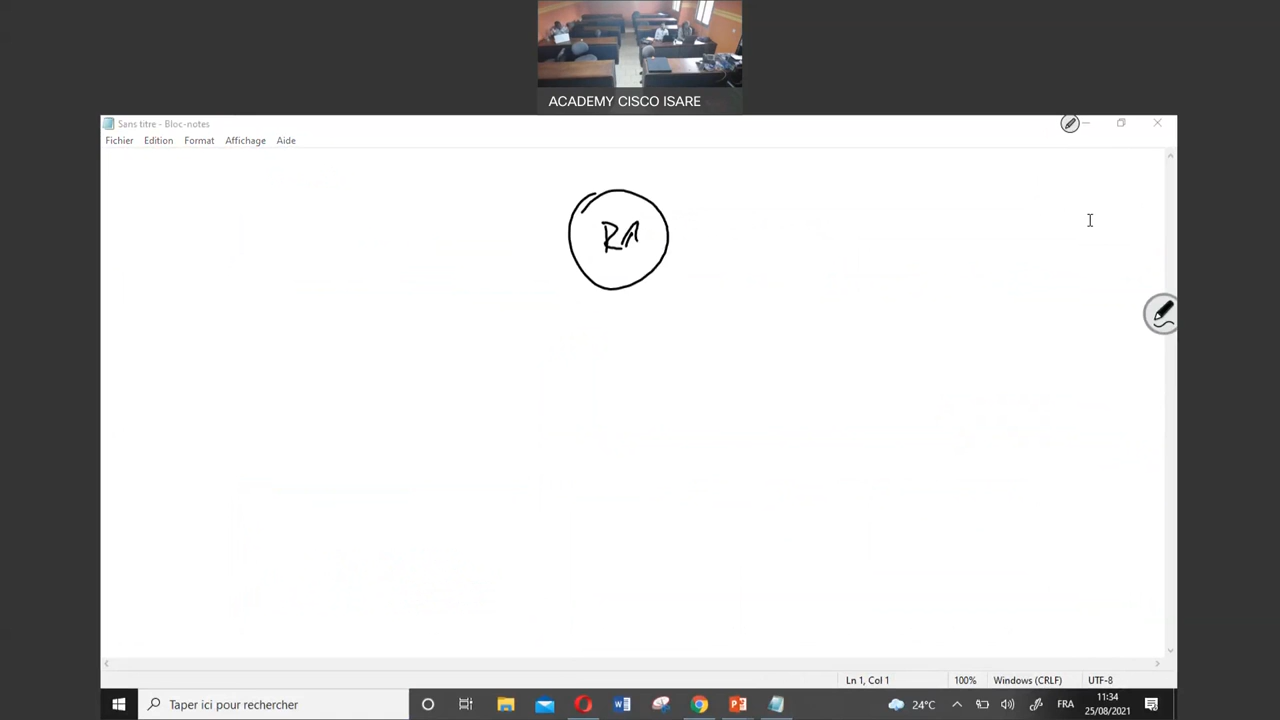 ACADEMY CISCO ISARE
Sans titre - Bloc-notes
Fichier Edition Format Affichage Aide
R1
Ln 1, Col 1 100% Windows (CRLF) UTF-8
Taper ici pour rechercher
24°C FRA 11:34
25/08/2021